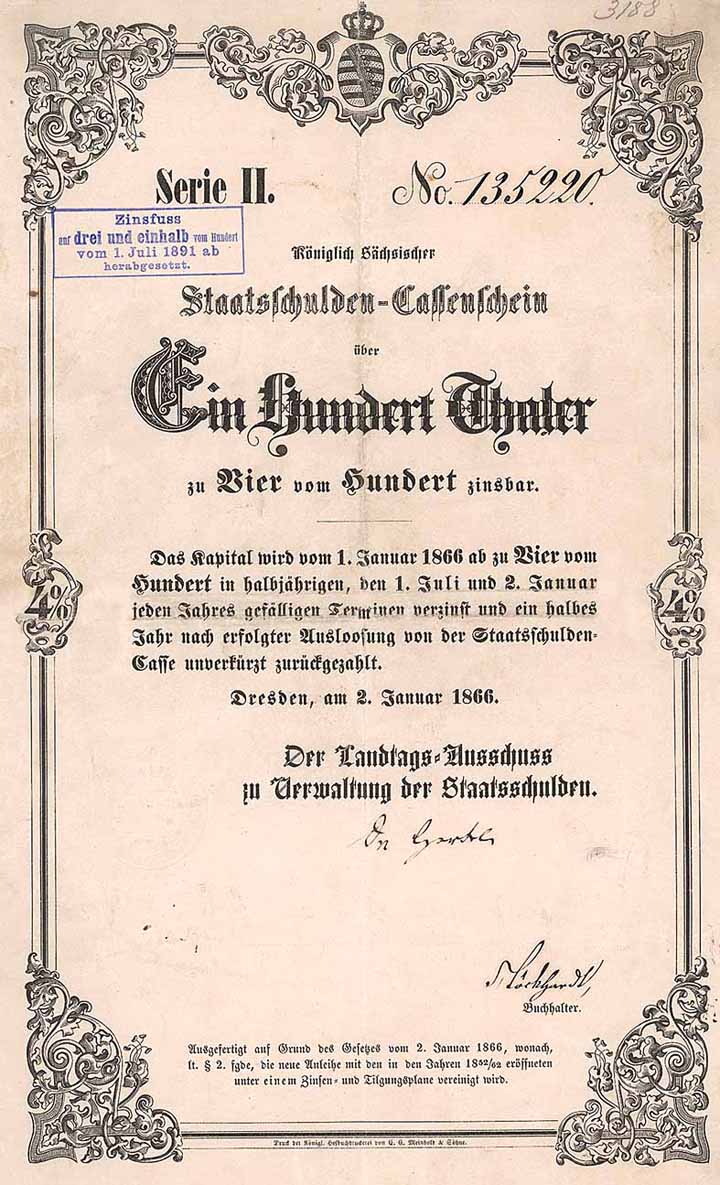 3188
Serie II. No. 135220.
Zinsfuss
auf drei und einhalb vom Hundert
vom 1. Juli 1891 ab
herabgesetzt.
Königlich Sächsischer
Staatsschulden-Cassenschein
über
Ein Hundert Thaler
zu Vier vom Hundert zinsbar.
Das Kapital wird vom 1. Januar 1866 ab zu Vier vom
Hundert in halbjährigen, den 1. Juli und 2. Januar
jeden Jahres gefälligen Terminen verzinst und ein halbes
Jahr nach erfolgter Ausloosung von der Staatsschulden-
Casse unverkürzt zurückgezahlt.
4% 4%
Dresden, am 2. Januar 1866.
Der Landtags-Ausschuss
zu Verwaltung der Staatsschulden.
Buchhalter.
Ausgefertigt auf Grund des Gesetzes vom 2. Januar 1866, wonach,
lt. § 2. fgde, die neue Anleihe mit den in den Jahren 1852/62 eröffneten
unter einem Zinsen- und Tilgungsplane vereinigt wird.
Druck der Königl. Hofbuchdruckerei von C. C. Meinhold & Söhne.